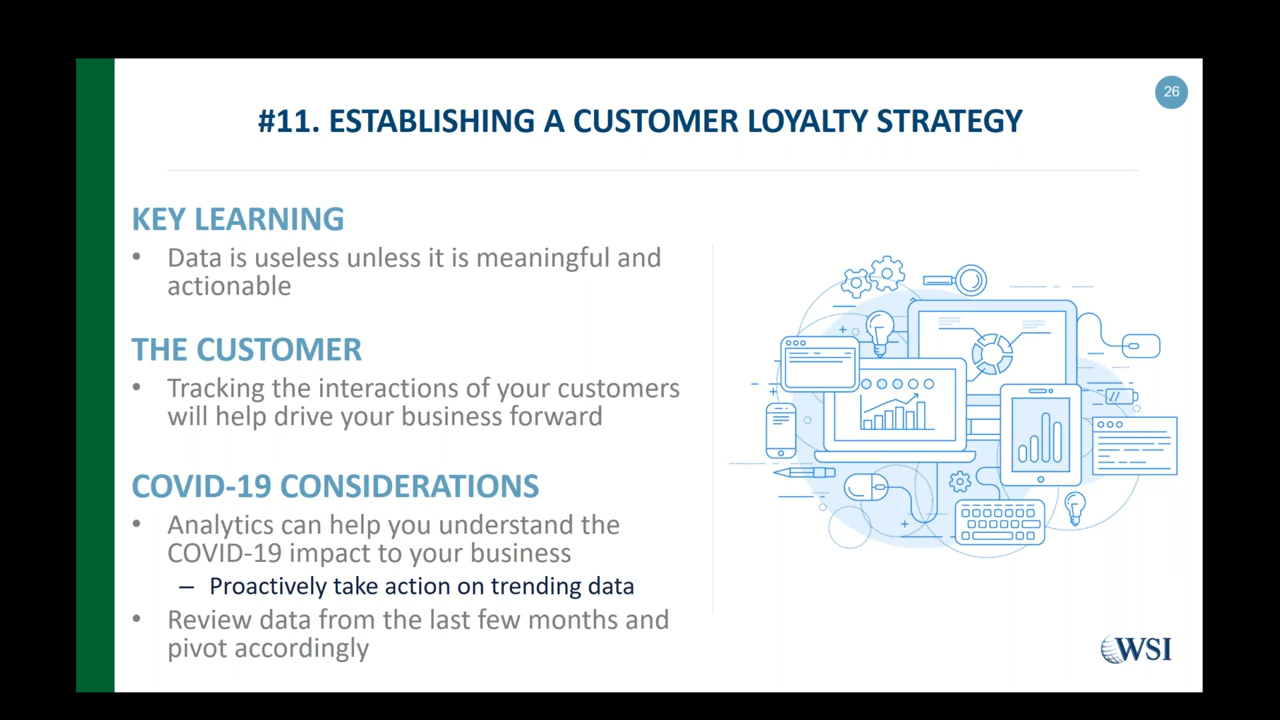 26
#11. ESTABLISHING A CUSTOMER LOYALTY STRATEGY
KEY LEARNING
• Data is useless unless it is meaningful and
actionable
THE CUSTOMER
• Tracking the interactions of your customers
will help drive your business forward
COVID-19 CONSIDERATIONS
• Analytics can help you understand the
COVID-19 impact to your business
– Proactively take action on trending data
• Review data from the last few months and
pivot accordingly
WSI